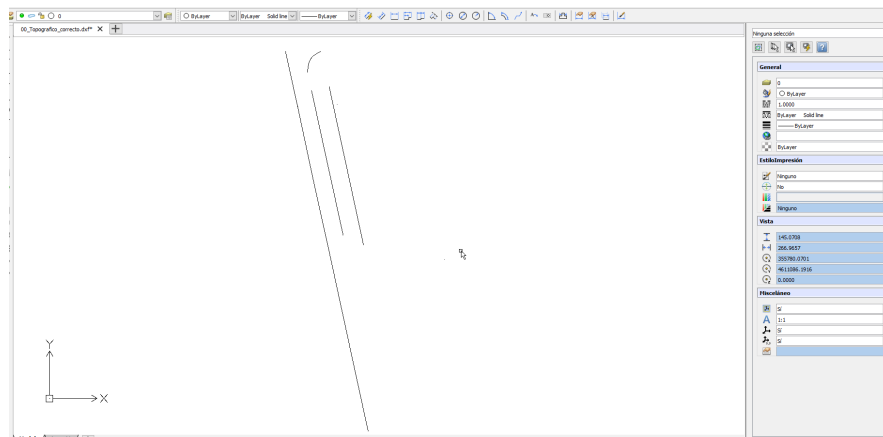 0
ByLayer
ByLayer Solid line
ByLayer
00_Topografico_correcto.dxf*
Ninguna selección
General
0
ByLayer
1.0000
ByLayer Solid line
ByLayer
ByLayer
EstiloImpresión
Ninguno
No
Ninguno
Vista
145.0708
266.9657
355780.0701
4611086.1916
0.0000
Misceláneo
Sí
1:1
Sí
Sí
Y
X